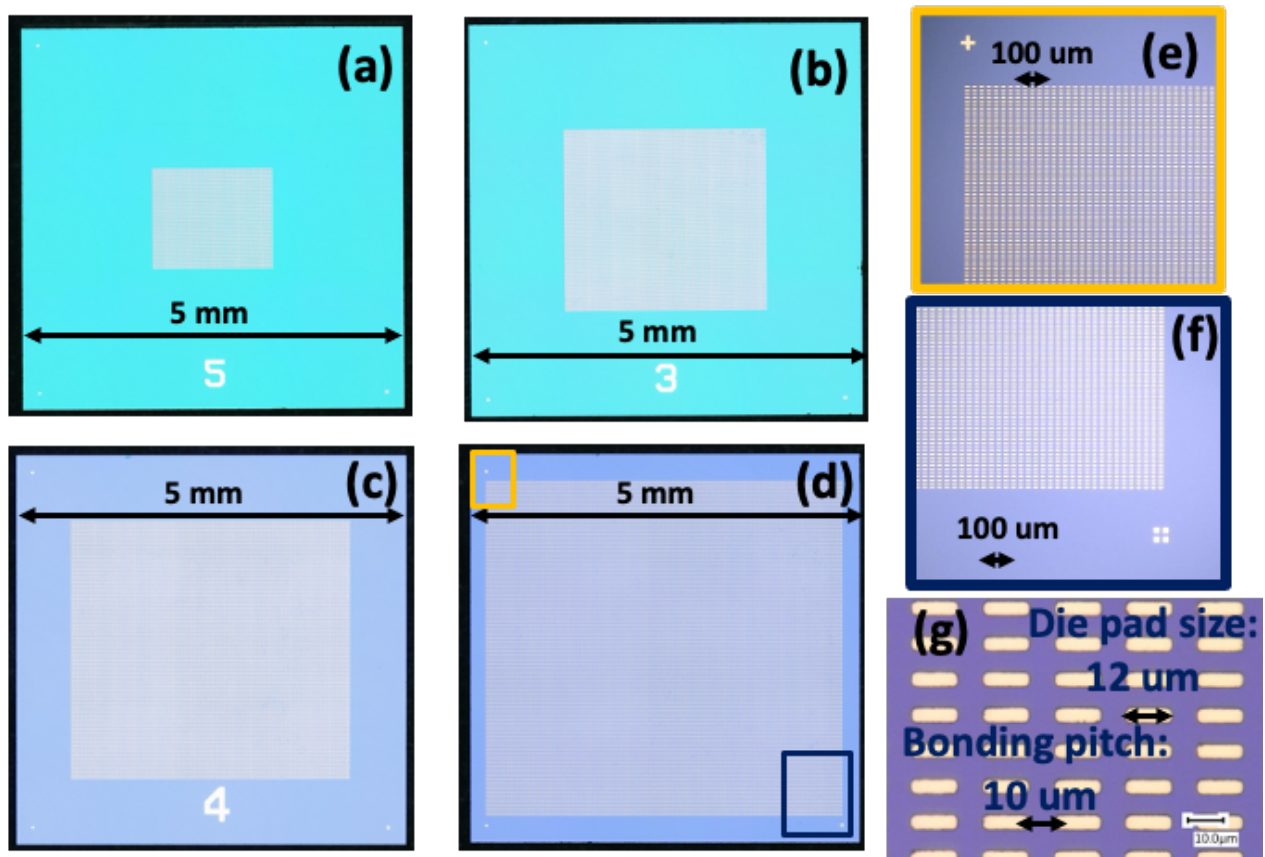 (a)
5 mm
5
(b)
5 mm
3
(c)
5 mm
4
(d)
5 mm
(e)
100 um
(f)
100 um
(g)
Die pad size:
12 um
Bonding pitch:
10 um
10.0μm